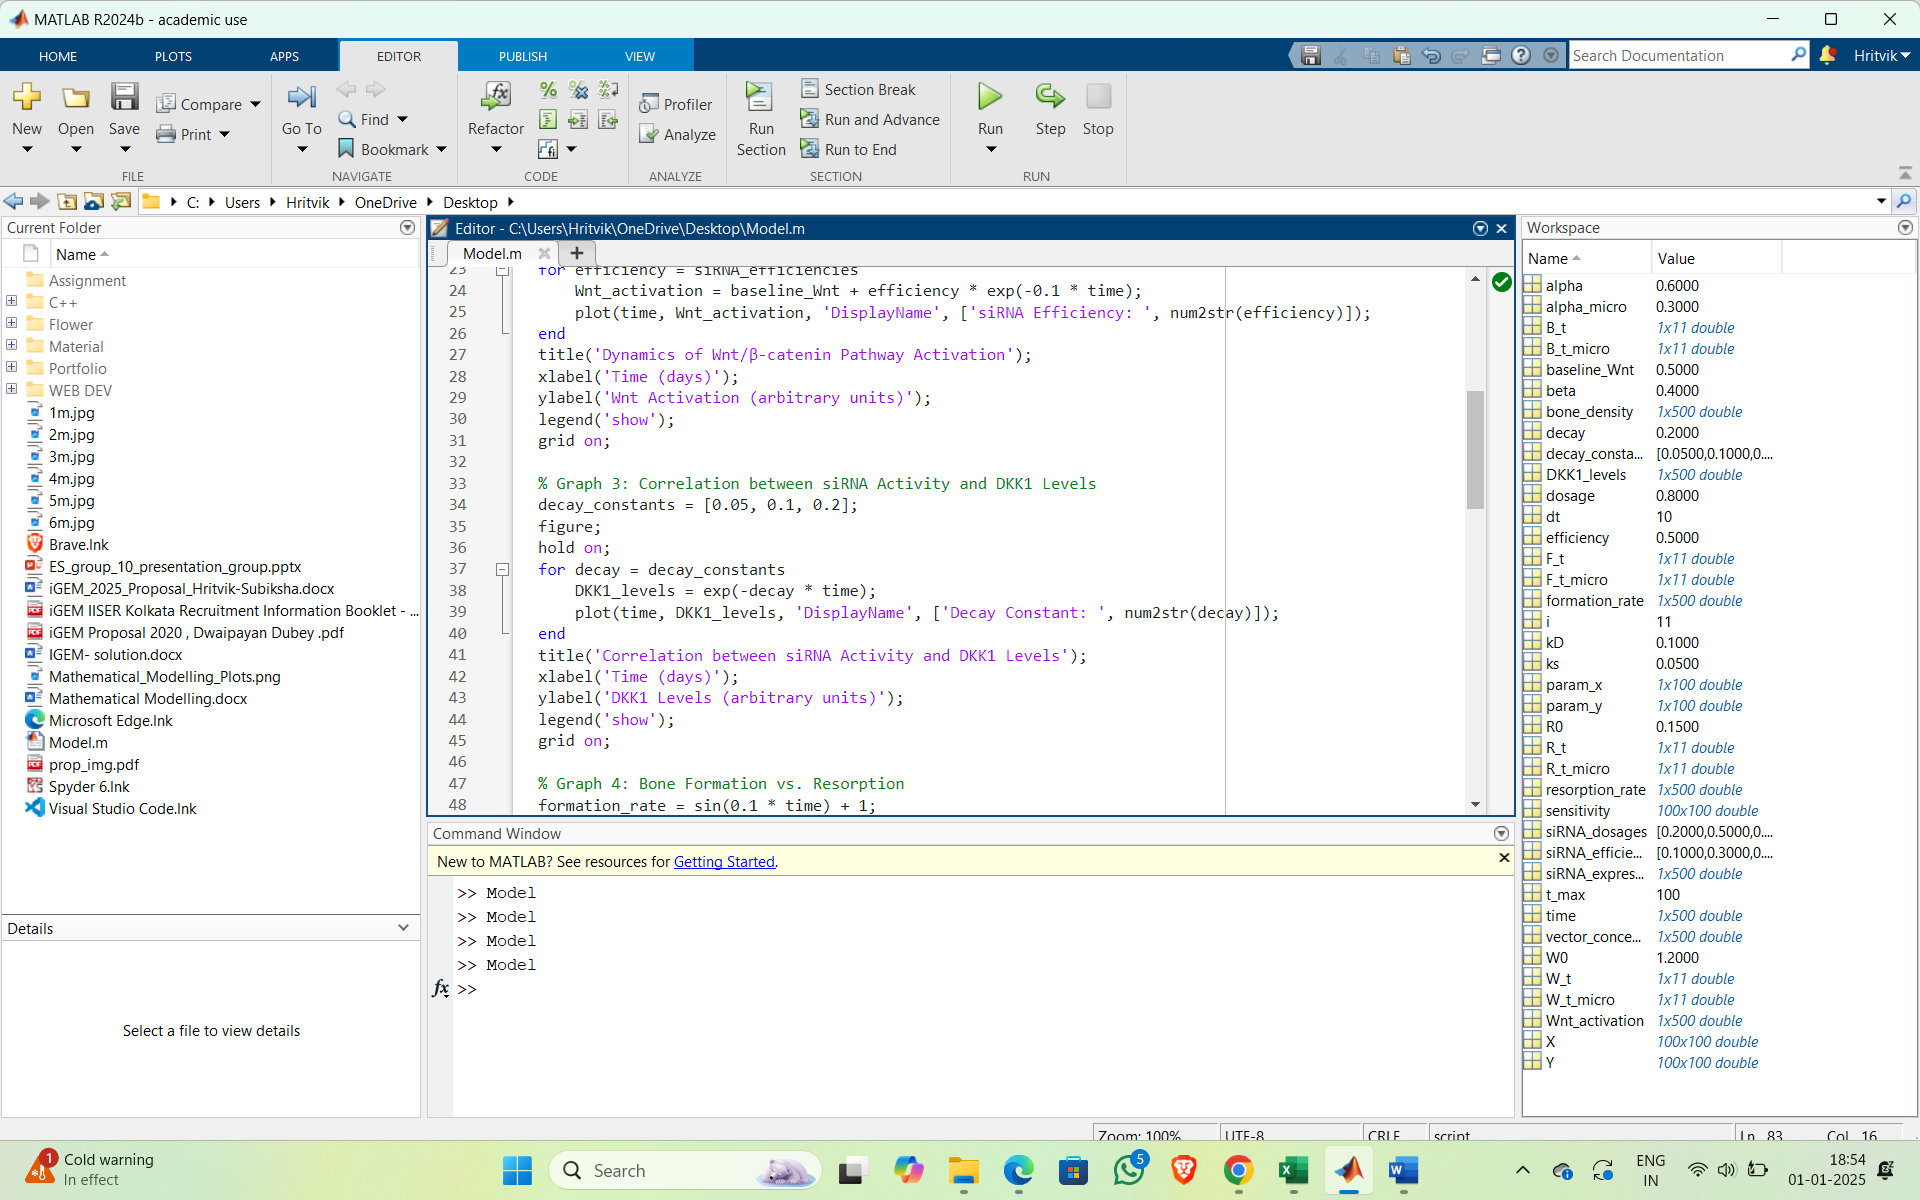 MATLAB R2024b - academic use
HOME PLOTS APPS EDITOR PUBLISH VIEW
Search Documentation
Hritvik
New Open Save
Compare
Print
FILE
Go To
Find
Bookmark
NAVIGATE
Refactor
CODE
Profiler
Analyze
ANALYZE
Run Section
Section Break
Run and Advance
Run to End
SECTION
Run Step Stop
RUN
C: Users Hritvik OneDrive Desktop
Current Folder
Name
Assignment
C++
Flower
Material
Portfolio
WEB DEV
1m.jpg
2m.jpg
3m.jpg
4m.jpg
5m.jpg
6m.jpg
Brave.lnk
ES_group_10_presentation_group.pptx
iGEM_2025_Proposal_Hritvik-Subiksha.docx
iGEM IISER Kolkata Recruitment Information Booklet - ...
iGEM Proposal 2020 , Dwaipayan Dubey .pdf
IGEM- solution.docx
Mathematical_Modelling_Plots.png
Mathematical Modelling.docx
Microsoft Edge.lnk
Model.m
prop_img.pdf
Spyder 6.lnk
Visual Studio Code.lnk
Details
Select a file to view details
Editor - C:\Users\Hritvik\OneDrive\Desktop\Model.m
Model.m
23 for efficiency = siRNA_efficiencies
24 Wnt_activation = baseline_Wnt + efficiency * exp(-0.1 * time);
25 plot(time, Wnt_activation, 'DisplayName', ['siRNA Efficiency: ', num2str(efficiency)]);
26 end
27 title('Dynamics of Wnt/β-catenin Pathway Activation');
28 xlabel('Time (days)');
29 ylabel('Wnt Activation (arbitrary units)');
30 legend('show');
31 grid on;
32
33 % Graph 3: Correlation between siRNA Activity and DKK1 Levels
34 decay_constants = [0.05, 0.1, 0.2];
35 figure;
36 hold on;
37 for decay = decay_constants
38 DKK1_levels = exp(-decay * time);
39 plot(time, DKK1_levels, 'DisplayName', ['Decay Constant: ', num2str(decay)]);
40 end
41 title('Correlation between siRNA Activity and DKK1 Levels');
42 xlabel('Time (days)');
43 ylabel('DKK1 Levels (arbitrary units)');
44 legend('show');
45 grid on;
46
47 % Graph 4: Bone Formation vs. Resorption
48 formation_rate = sin(0.1 * time) + 1;
Command Window
New to MATLAB? See resources for Getting Started.
>> Model
>> Model
>> Model
>> Model
fx >>
Workspace
Name Value
alpha 0.6000
alpha_micro 0.3000
B_t 1x11 double
B_t_micro 1x11 double
baseline_Wnt 0.5000
beta 0.4000
bone_density 1x500 double
decay 0.2000
decay_consta... [0.0500,0.1000,0....
DKK1_levels 1x500 double
dosage 0.8000
dt 10
efficiency 0.5000
F_t 1x11 double
F_t_micro 1x11 double
formation_rate 1x500 double
i 11
kD 0.1000
ks 0.0500
param_x 1x100 double
param_y 1x100 double
R0 0.1500
R_t 1x11 double
R_t_micro 1x11 double
resorption_rate 1x500 double
sensitivity 100x100 double
siRNA_dosages [0.2000,0.5000,0....
siRNA_efficie... [0.1000,0.3000,0....
siRNA_expres... 1x500 double
t_max 100
time 1x500 double
vector_conce... 1x500 double
W0 1.2000
W_t 1x11 double
W_t_micro 1x11 double
Wnt_activation 1x500 double
X 100x100 double
Y 100x100 double
Zoom: 100% UTF-8 CRLF script Ln 83 Col 16
1
Cold warning
In effect
Search
5
ENG
IN
18:54
01-01-2025